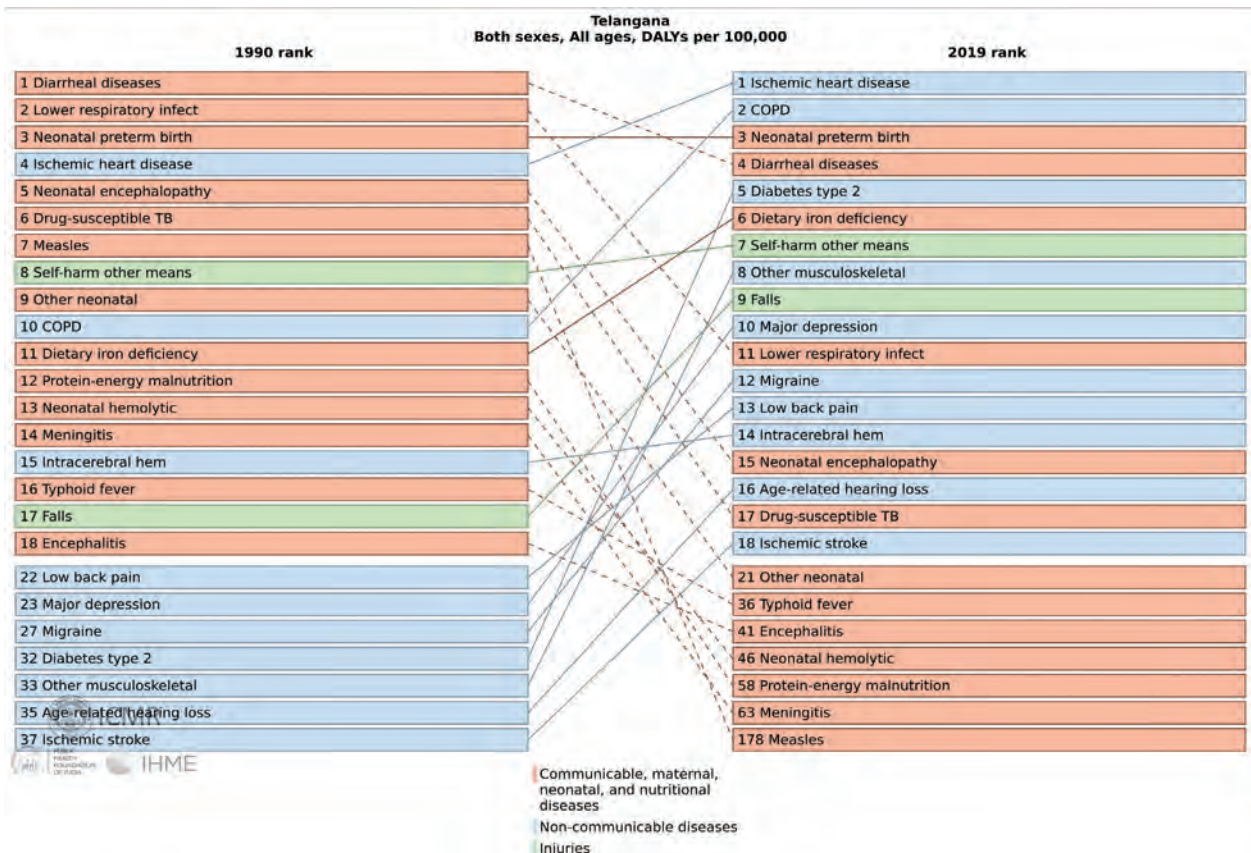 Telangana
Both sexes, All ages, DALYs per 100,000
1990 rank
1 Diarrheal diseases
2 Lower respiratory infect
3 Neonatal preterm birth
4 Ischemic heart disease
5 Neonatal encephalopathy
6 Drug-susceptible TB
7 Measles
8 Self-harm other means
9 Other neonatal
10 COPD
11 Dietary iron deficiency
12 Protein-energy malnutrition
13 Neonatal hemolytic
14 Meningitis
15 Intracerebral hem
16 Typhoid fever
17 Falls
18 Encephalitis
22 Low back pain
23 Major depression
27 Migraine
32 Diabetes type 2
33 Other musculoskeletal
35 Age-related hearing loss
37 Ischemic stroke
2019 rank
1 Ischemic heart disease
2 COPD
3 Neonatal preterm birth
4 Diarrheal diseases
5 Diabetes type 2
6 Dietary iron deficiency
7 Self-harm other means
8 Other musculoskeletal
9 Falls
10 Major depression
11 Lower respiratory infect
12 Migraine
13 Low back pain
14 Intracerebral hem
15 Neonatal encephalopathy
16 Age-related hearing loss
17 Drug-susceptible TB
18 Ischemic stroke
21 Other neonatal
36 Typhoid fever
41 Encephalitis
46 Neonatal hemolytic
58 Protein-energy malnutrition
63 Meningitis
178 Measles
ICMR
PUBLIC
HEALTH
FOUNDATION
OF INDIA
IHME
Communicable, maternal,
neonatal, and nutritional
diseases
Non-communicable diseases
Injuries